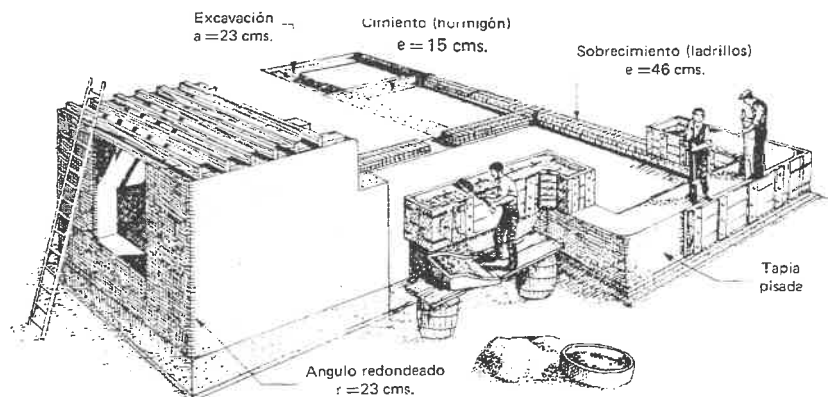 Excavación
a = 23 cms.
Cimiento (hormigón)
e = 15 cms.
Sobrecimiento (ladrillos)
e = 46 cms.
Tapia
pisada
Angulo redondeado
r = 23 cms.